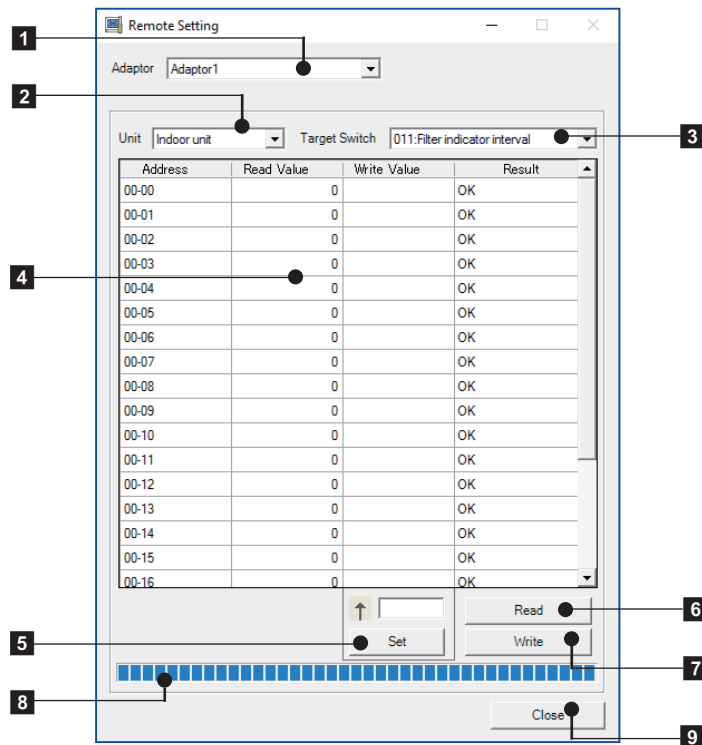 Remote Setting
1
Adaptor Adaptor1
2
Unit Indoor unit Target Switch 011:Filter indicator interval 3
Address Read Value Write Value Result
00-00 0 OK
00-01 0 OK
00-02 0 OK
00-03 0 OK
4
00-04 0 OK
00-05 0 OK
00-06 0 OK
00-07 0 OK
00-08 0 OK
00-09 0 OK
00-10 0 OK
00-11 0 OK
00-12 0 OK
00-13 0 OK
00-14 0 OK
00-15 0 OK
00-16 0 OK
↑ Read 6
5 Set Write
7
8
Close
9